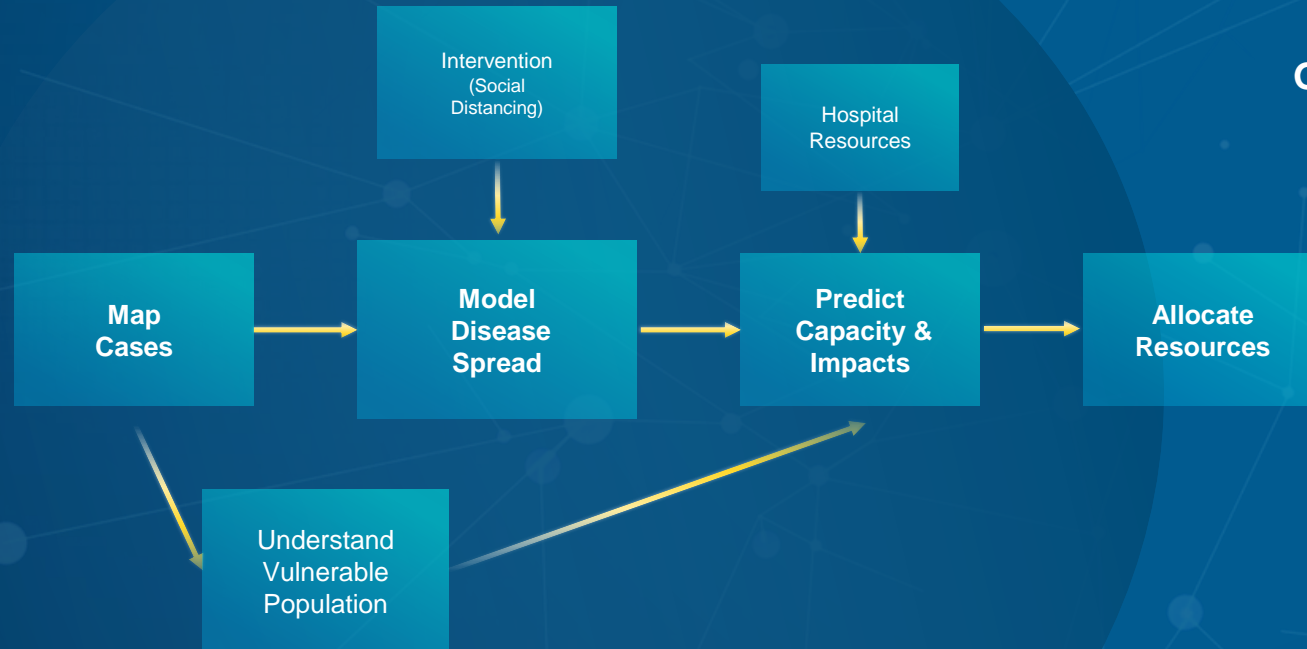 Intervention
(Social
Distancing)
Hospital
Resources
Map
Cases
Model
Disease
Spread
Predict
Capacity &
Impacts
Allocate
Resources
Understand
Vulnerable
Population